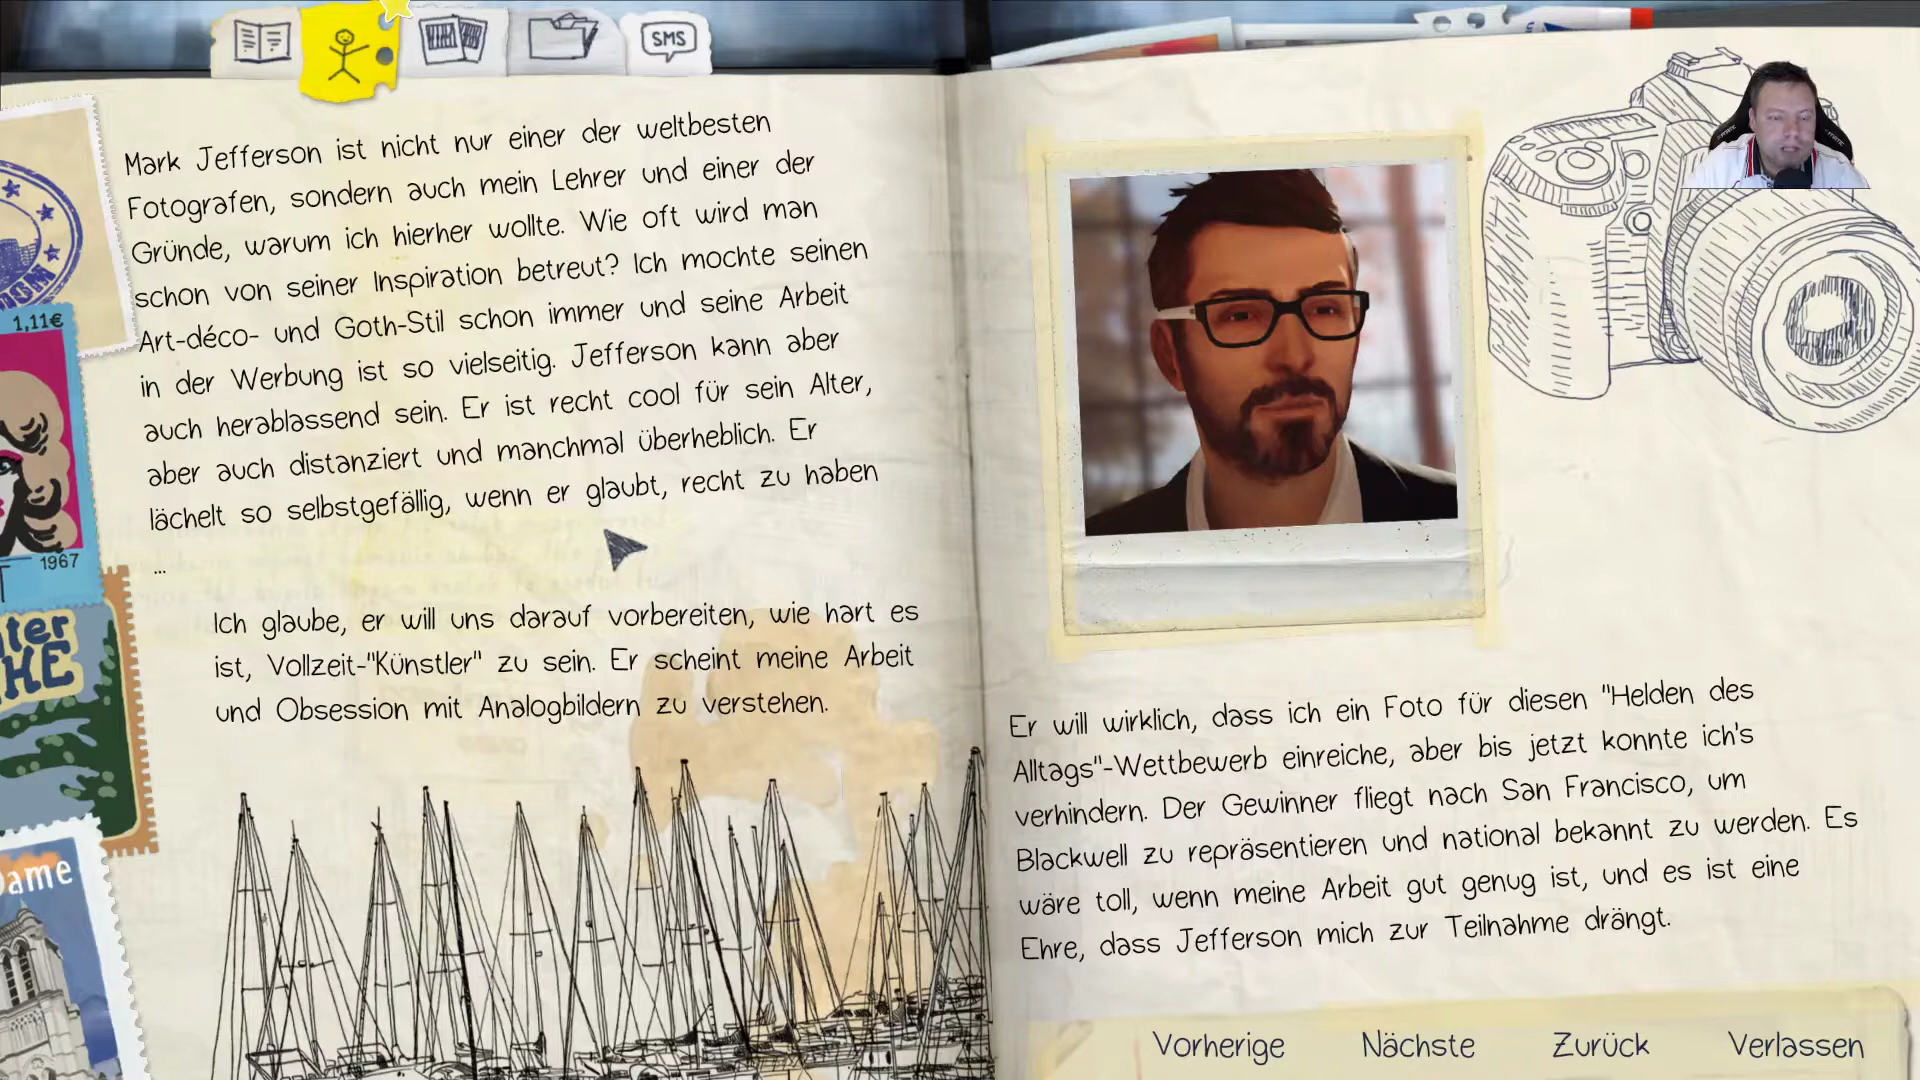 SMS
Mark Jefferson ist nicht nur einer der weltbesten
Fotografen, sondern auch mein Lehrer und einer der
Gründe, warum ich hierher wollte. Wie oft wird man
schon von seiner Inspiration betreut? Ich mochte seinen
Art-déco- und Goth-Stil schon immer und seine Arbeit
in der Werbung ist so vielseitig. Jefferson kann aber
auch herablassend sein. Er ist recht cool für sein Alter,
aber auch distanziert und manchmal überheblich. Er
lächelt so selbstgefällig, wenn er glaubt, recht zu haben
...
Ich glaube, er will uns darauf vorbereiten, wie hart es
ist, Vollzeit-"Künstler" zu sein. Er scheint meine Arbeit
und Obsession mit Analogbildern zu verstehen.
1,11€
1967
Er will wirklich, dass ich ein Foto für diesen "Helden des
Alltags"-Wettbewerb einreiche, aber bis jetzt konnte ich's
verhindern. Der Gewinner fliegt nach San Francisco, um
Blackwell zu repräsentieren und national bekannt zu werden. Es
wäre toll, wenn meine Arbeit gut genug ist, und es ist eine
Ehre, dass Jefferson mich zur Teilnahme drängt.
Vorherige Nächste Zurück Verlassen